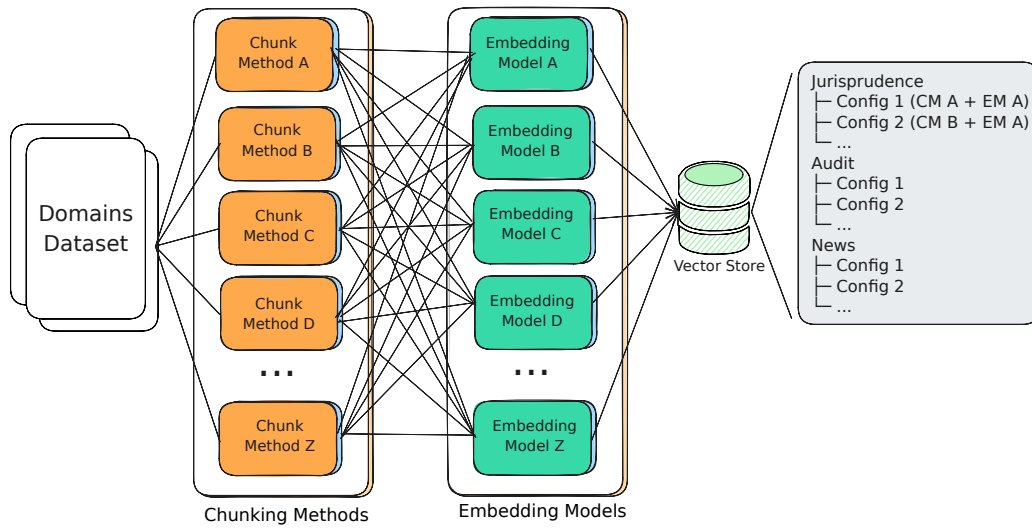 Domains
Dataset
Chunk
Method A
Chunk
Method B
Chunk
Method C
Chunk
Method D
...
Chunk
Method Z
Chunking Methods
Embedding
Model A
Embedding
Model B
Embedding
Model C
Embedding
Model D
...
Embedding
Model Z
Embedding Models
Vector Store
Jurisprudence
├─ Config 1 (CM A + EM A)
├─ Config 2 (CM B + EM A)
└─ ...
Audit
├─ Config 1
├─ Config 2
└─ ...
News
├─ Config 1
├─ Config 2
└─ ...